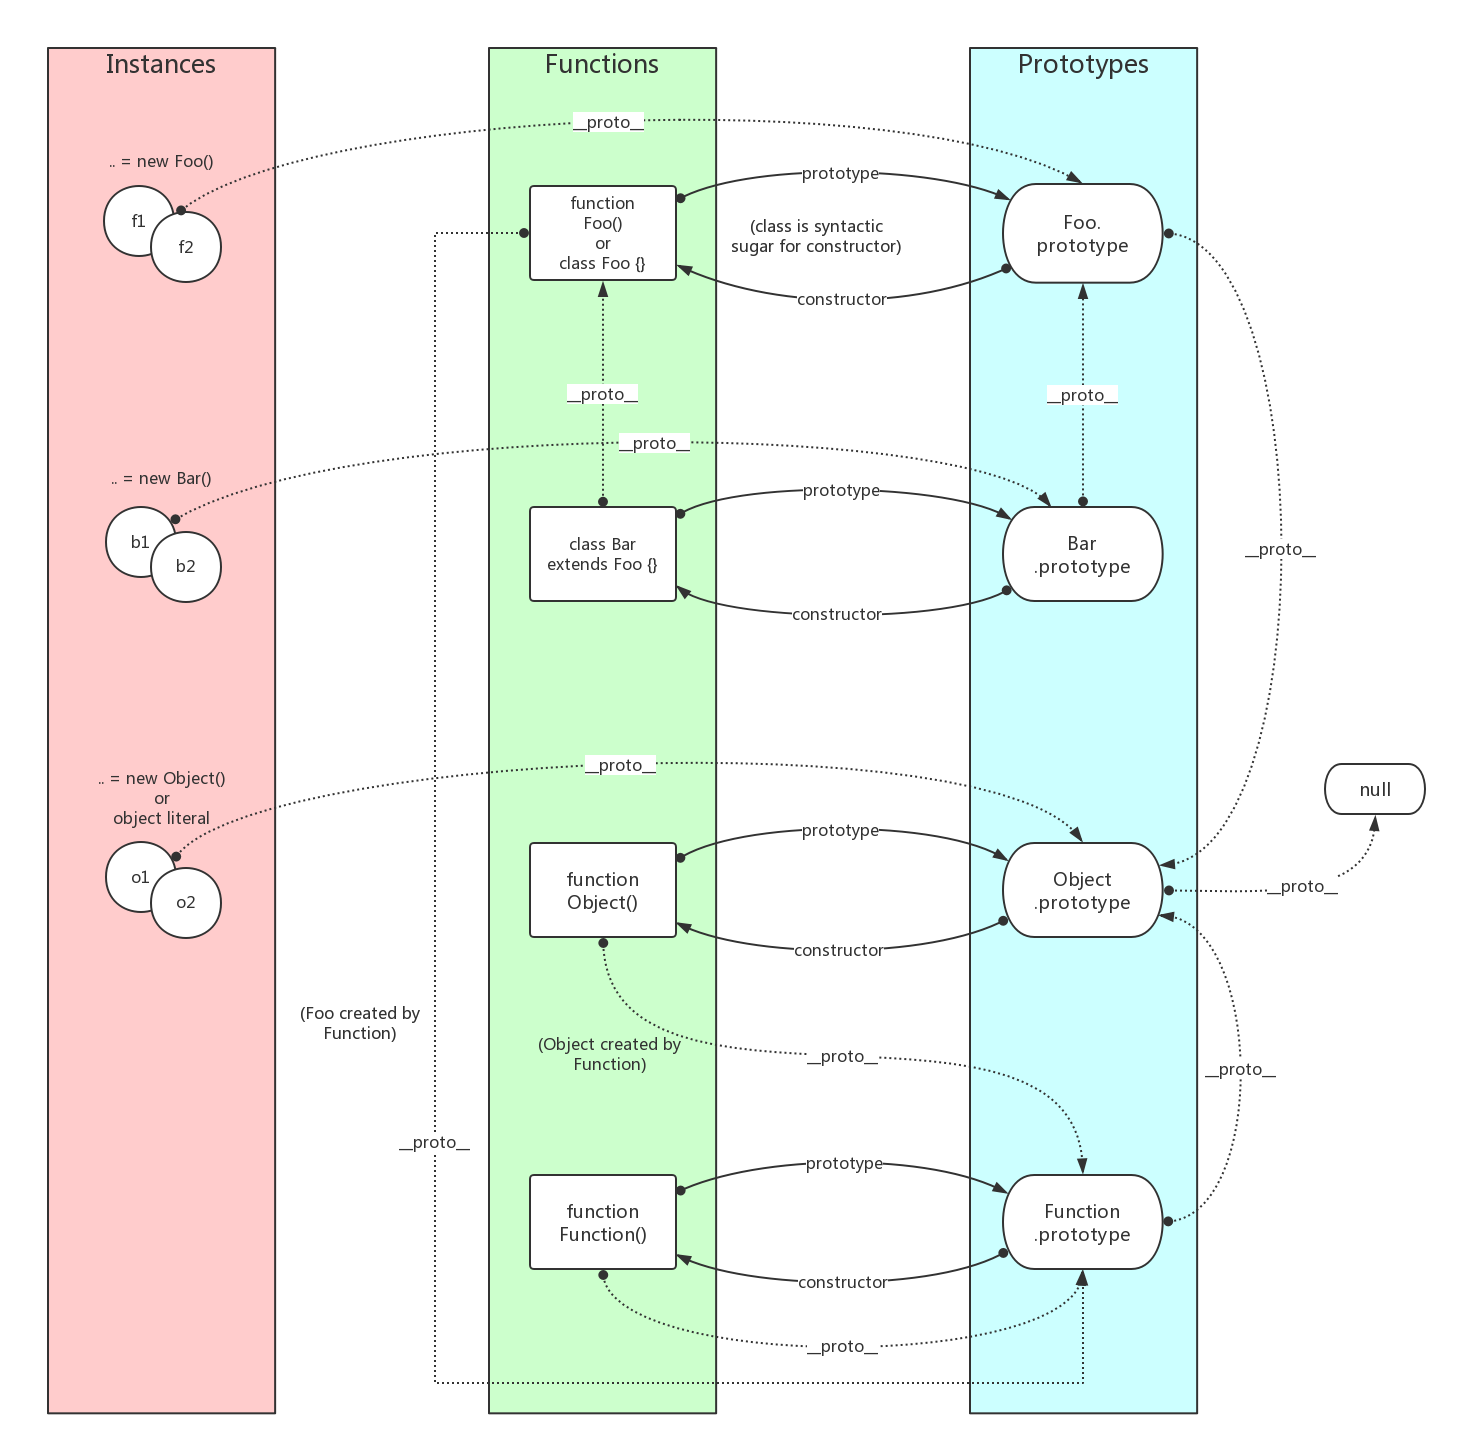 Instances
Functions
Prototypes
__proto__
.. = new Foo()
f1
f2
function
Foo()
or
class Foo {}
prototype
(class is syntactic
sugar for constructor)
constructor
Foo.
prototype
__proto__
__proto__
__proto__
.. = new Bar()
b1
b2
class Bar
extends Foo {}
prototype
constructor
Bar
.prototype
__proto__
__proto__
.. = new Object()
or
object literal
o1
o2
function
Object()
prototype
constructor
Object
.prototype
null
__proto__
(Foo created by
Function)
(Object created by
Function)
__proto__
__proto__
__proto__
function
Function()
prototype
constructor
Function
.prototype
__proto__